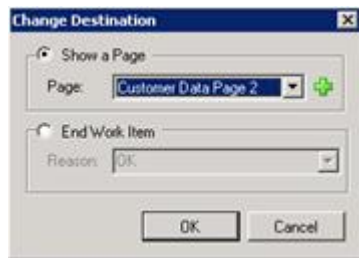 Change Destination
Show a Page
Page: Customer Data Page 2
End Work Item
Reason: OK
OK Cancel